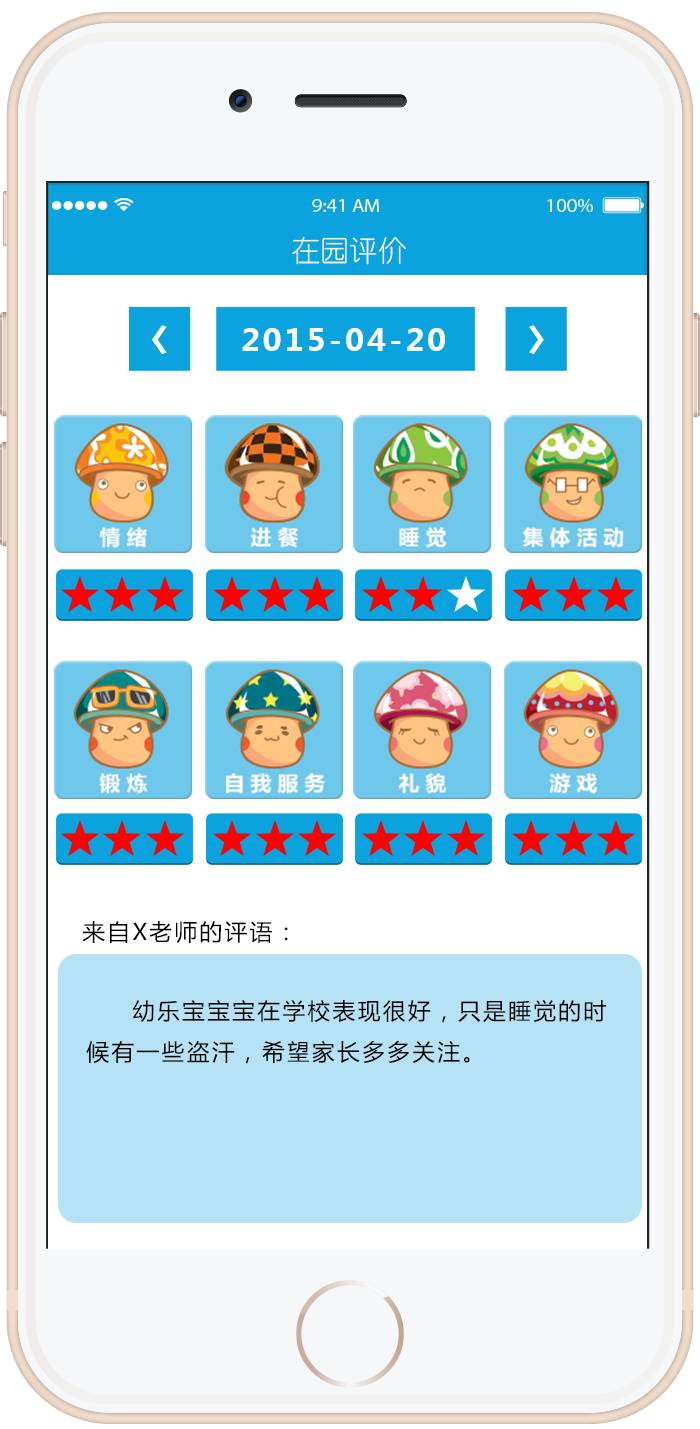 9:41 AM 100%
在园评价
2015-04-20
情绪 进餐 睡觉 集体活动
锻炼 自我服务 礼貌 游戏
来自X老师的评语：
幼乐宝宝宝在学校表现很好，只是睡觉的时
候有一些盗汗，希望家长多多关注。